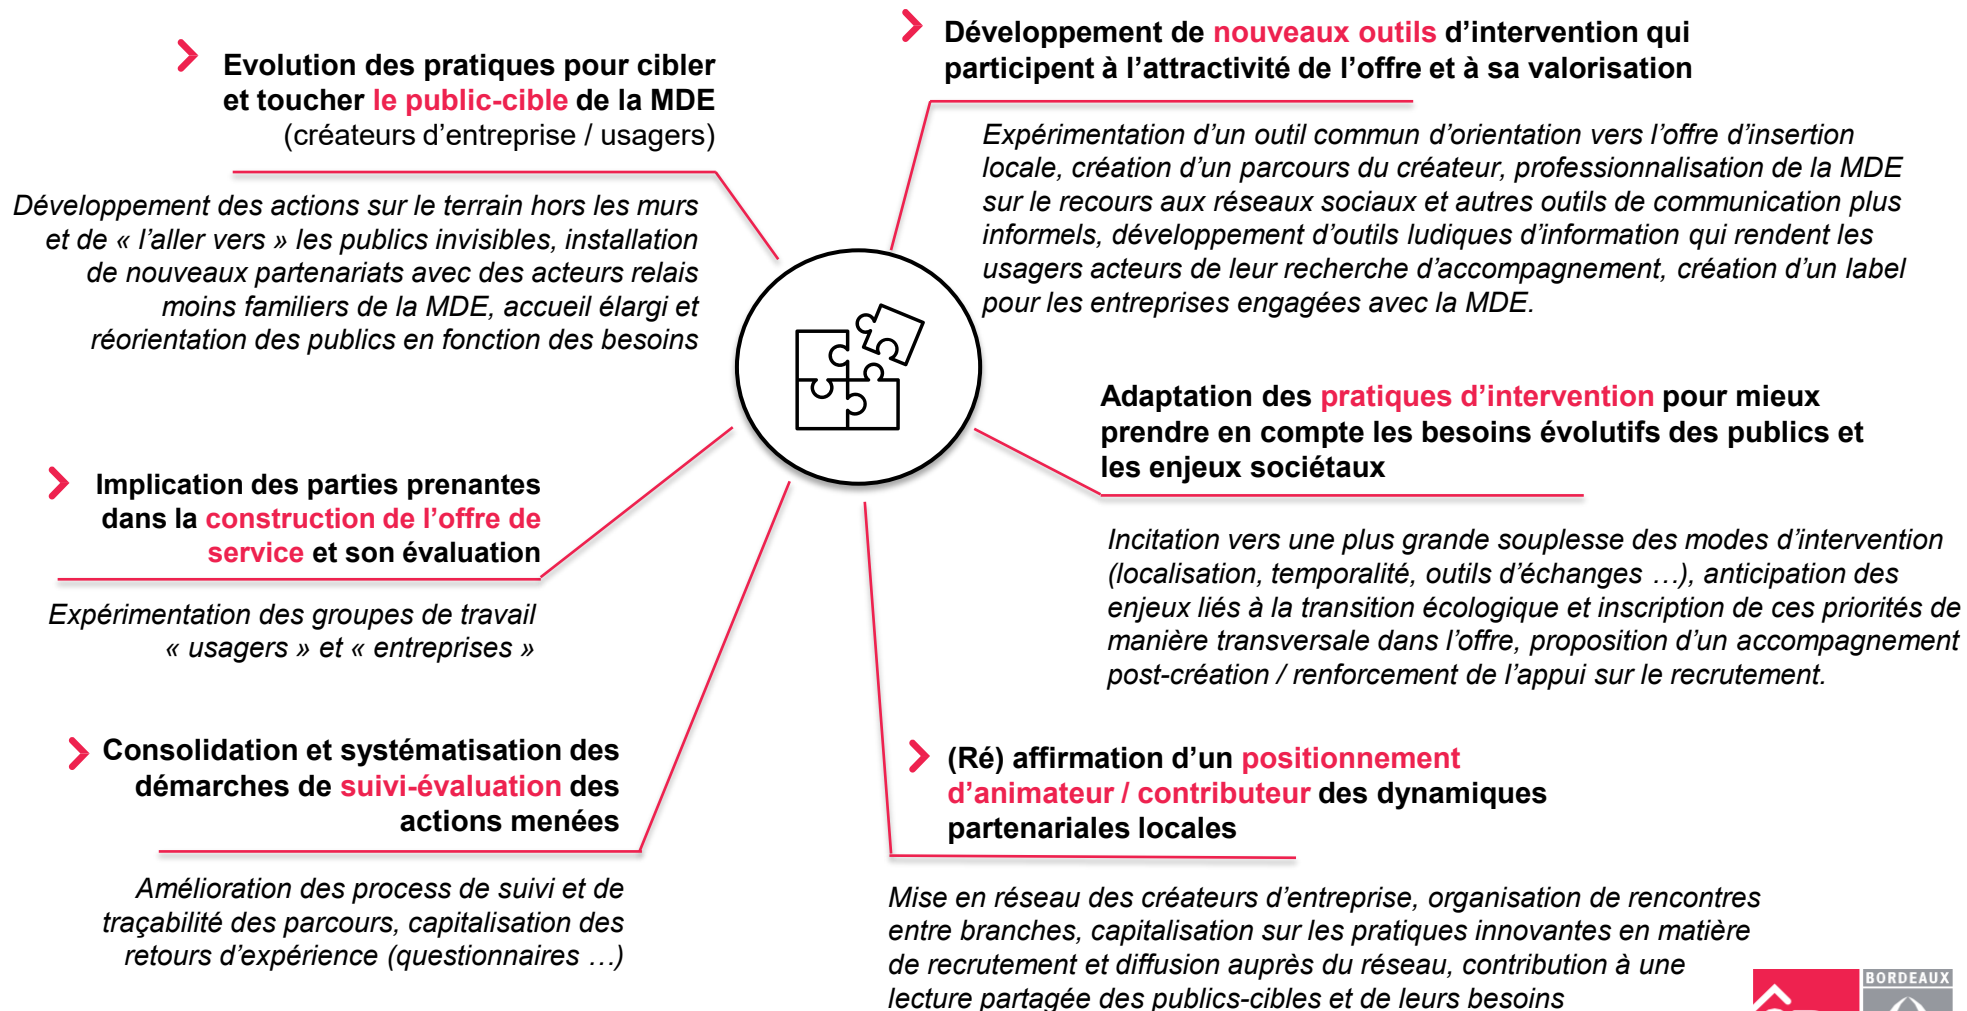 Evolution des pratiques pour cibler
et toucher le public-cible de la MDE
(créateurs d'entreprise / usagers)
Développement des actions sur le terrain hors les murs
et de « l'aller vers » les publics invisibles, installation
de nouveaux partenariats avec des acteurs relais
moins familiers de la MDE, accueil élargi et
réorientation des publics en fonction des besoins
Développement de nouveaux outils d'intervention qui
participent à l'attractivité de l'offre et à sa valorisation
Expérimentation d'un outil commun d'orientation vers l'offre d'insertion
locale, création d'un parcours du créateur, professionnalisation de la MDE
sur le recours aux réseaux sociaux et autres outils de communication plus
informels, développement d'outils ludiques d'information qui rendent les
usagers acteurs de leur recherche d'accompagnement, création d'un label
pour les entreprises engagées avec la MDE.
Adaptation des pratiques d'intervention pour mieux
prendre en compte les besoins évolutifs des publics et
les enjeux sociétaux
Incitation vers une plus grande souplesse des modes d'intervention
(localisation, temporalité, outils d'échanges …), anticipation des
enjeux liés à la transition écologique et inscription de ces priorités de
manière transversale dans l'offre, proposition d'un accompagnement
post-création / renforcement de l'appui sur le recrutement.
Implication des parties prenantes
dans la construction de l'offre de
service et son évaluation
Expérimentation des groupes de travail
« usagers » et « entreprises »
Consolidation et systématisation des
démarches de suivi-évaluation des
actions menées
Amélioration des process de suivi et de
traçabilité des parcours, capitalisation des
retours d'expérience (questionnaires …)
(Ré) affirmation d'un positionnement
d'animateur / contributeur des dynamiques
partenariales locales
Mise en réseau des créateurs d'entreprise, organisation de rencontres
entre branches, capitalisation sur les pratiques innovantes en matière
de recrutement et diffusion auprès du réseau, contribution à une
lecture partagée des publics-cibles et de leurs besoins
BORDEAUX